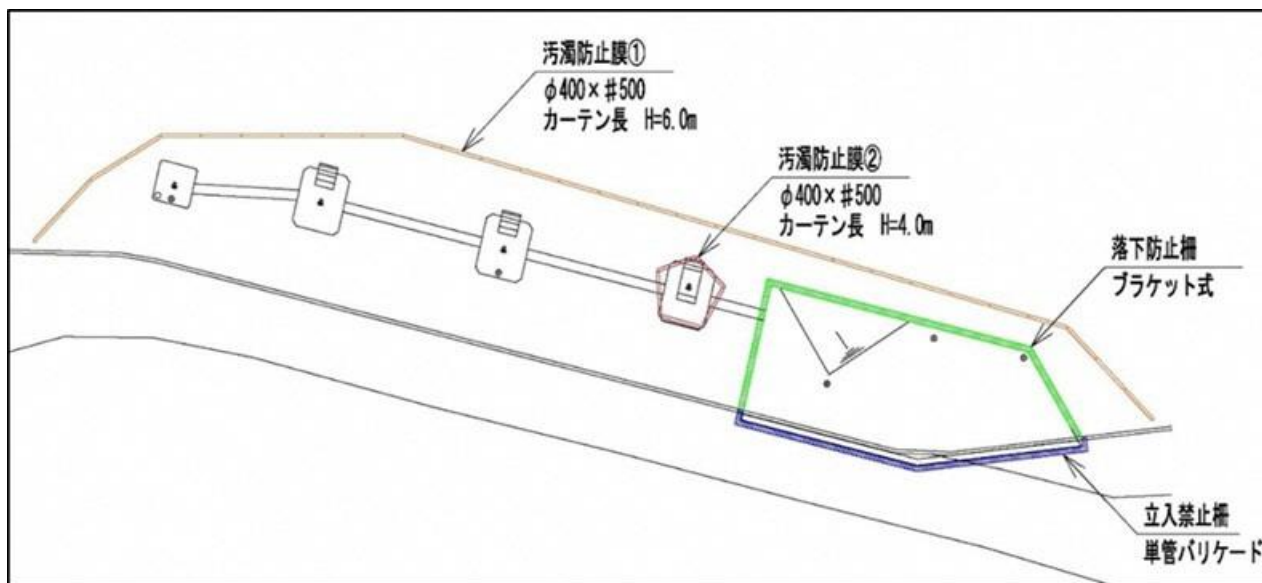 汚濁防止膜①
φ400×♯500
カーテン長 H=6.0m
汚濁防止膜②
φ400×♯500
カーテン長 H=4.0m
落下防止柵
ブラケット式
立入禁止柵
単管バリケード